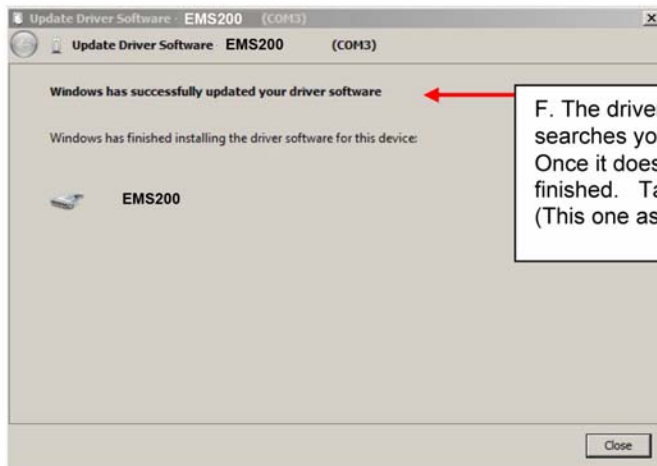 Update Driver Software - EMS200 (COM3)
Update Driver Software EMS200 (COM3)
Windows has successfully updated your driver software
Windows has finished installing the driver software for this device:
EMS200
F. The drive
searches yo
Once it does
finished. Ta
(This one as
Close